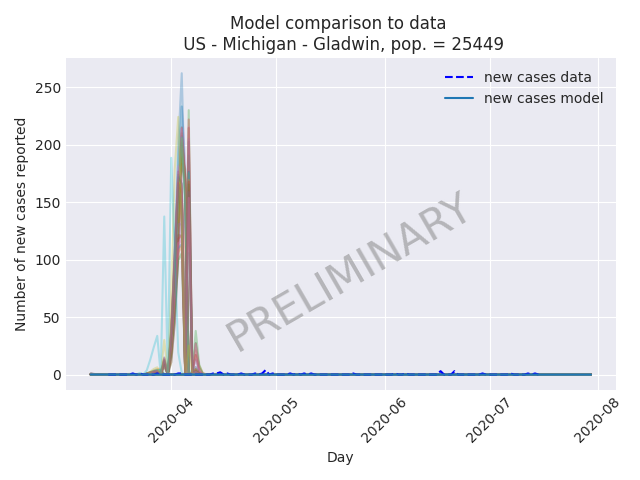 Model comparison to data
US - Michigan - Gladwin, pop. = 25449
new cases data
new cases model
Number of new cases reported
250
200
150
100
50
0
PRELIMINARY
2020-04
2020-05
2020-06
2020-07
2020-08
Day